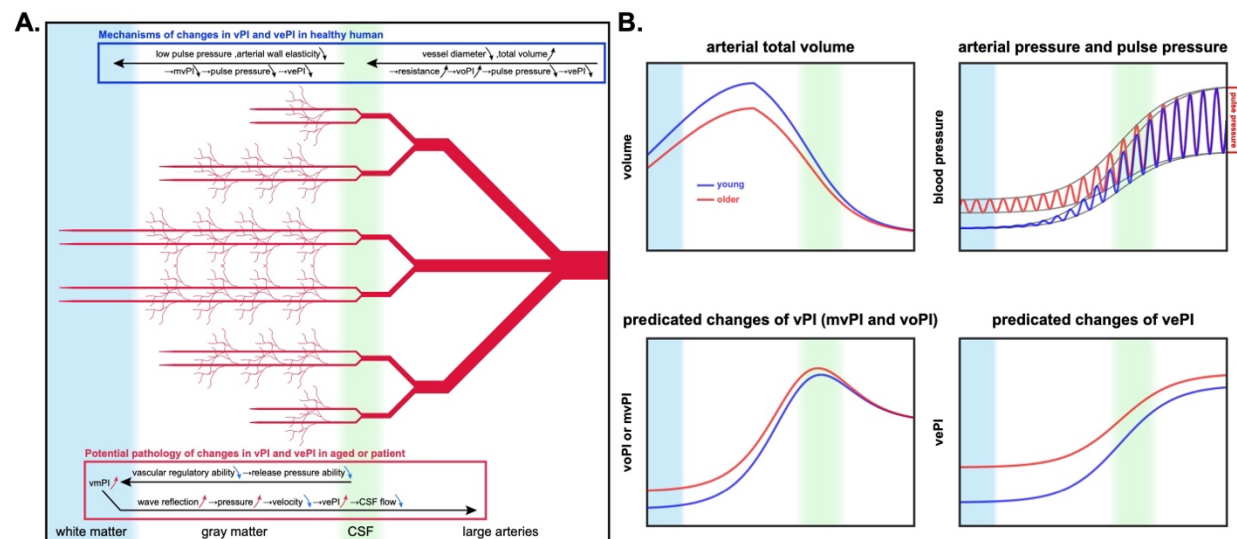 A.
Mechanisms of changes in vPI and vePI in healthy human
low pulse pressure ,arterial wall elasticity↘
→mvPI↘→pulse pressure↘→vePI↘
vessel diameter↘,total volume↗
→resistance↗→voPI↗→pulse pressure↘→vePI↘
Potential pathology of changes in vPI and vePI in aged or patient
vascular regulatory ability↘→release pressure ability↘
vmPI↗
wave reflection↗→pressure↗→velocity↘→vePI↗→CSF flow↘
white matter
gray matter
CSF
large arteries
B.
arterial total volume
volume
young
older
arterial pressure and pulse pressure
blood pressure
pulse pressure
predicated changes of vPI (mvPI and voPI)
voPI or mvPI
predicated changes of vePI
vePI